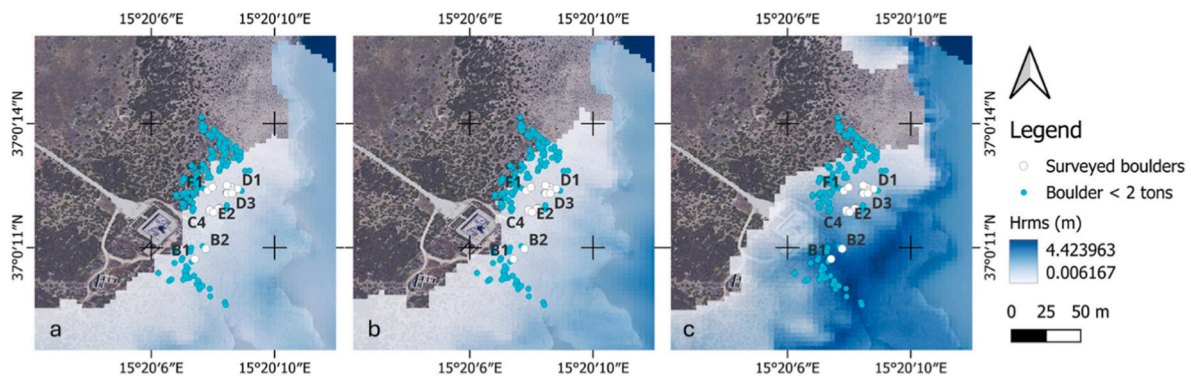 15°20′6″E 15°20′10″E 15°20′6″E 15°20′10″E 15°20′6″E 15°20′10″E
37°0′14″N
37°0′11″N
F1
D1
D3
E2
C4
B1
B2
a
F1
D1
D3
E2
C4
B1
B2
b
F1
D1
D3
E2
C4
B1
B2
c
37°0′14″N
37°0′11″N
15°20′6″E 15°20′10″E 15°20′6″E 15°20′10″E 15°20′6″E 15°20′10″E
Legend
Surveyed boulders
Boulder < 2 tons
Hrms (m)
4.423963
0.006167
0 25 50 m